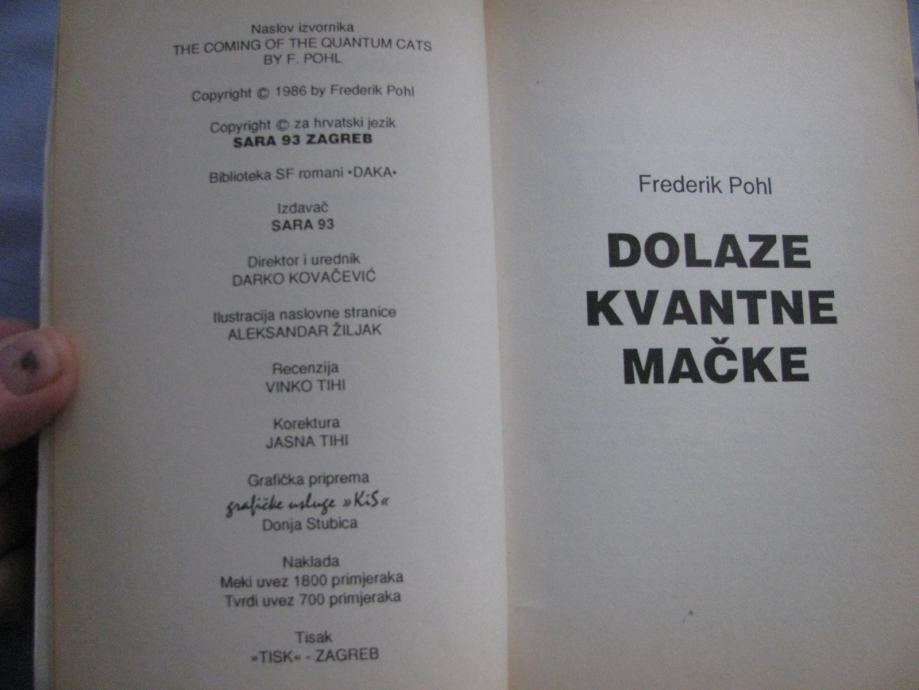 Naslov izvornika
THE COMING OF THE QUANTUM CATS
BY F. POHL
Copyright © 1986 by Frederik Pohl
Copyright © za hrvatski jezik
SARA 93 ZAGREB
Biblioteka SF romani •DAKA•
Izdavač
SARA 93
Direktor i urednik
DARKO KOVAČEVIĆ
Ilustracija naslovne stranice
ALEKSANDAR ŽILJAK
Recenzija
VINKO TIHI
Korektura
JASNA TIHI
Grafička priprema
grafičke usluge »KiS«
Donja Stubica
Naklada
Meki uvez 1800 primjeraka
Tvrdi uvez 700 primjeraka
Tisak
»TISK« - ZAGREB
Frederik Pohl
DOLAZE
KVANTNE
MAČKE